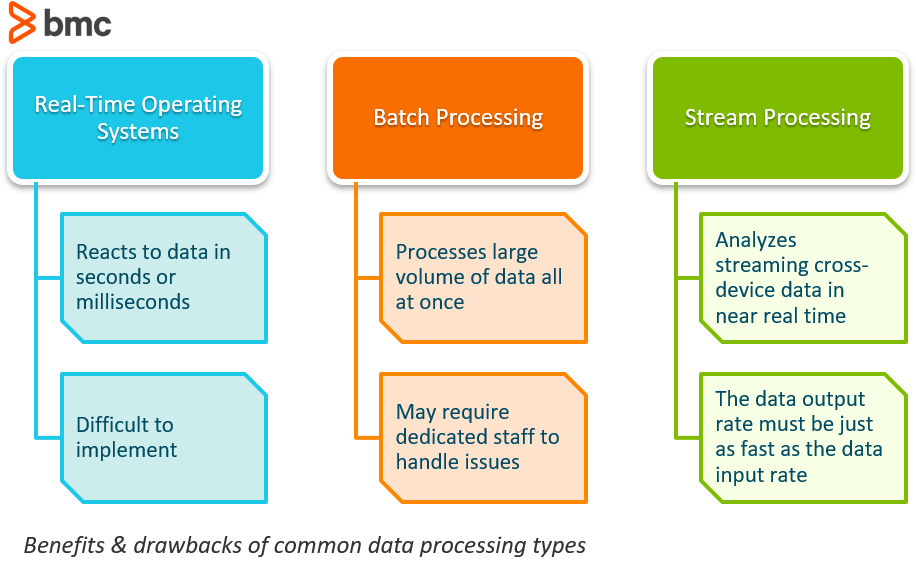 bmc
Real-Time Operating
Systems
Reacts to data in
seconds or
milliseconds
Difficult to
implement
Batch Processing
Processes large
volume of data all
at once
May require
dedicated staff to
handle issues
Stream Processing
Analyzes
streaming cross-
device data in
near real time
The data output
rate must be just
as fast as the data
input rate
Benefits & drawbacks of common data processing types